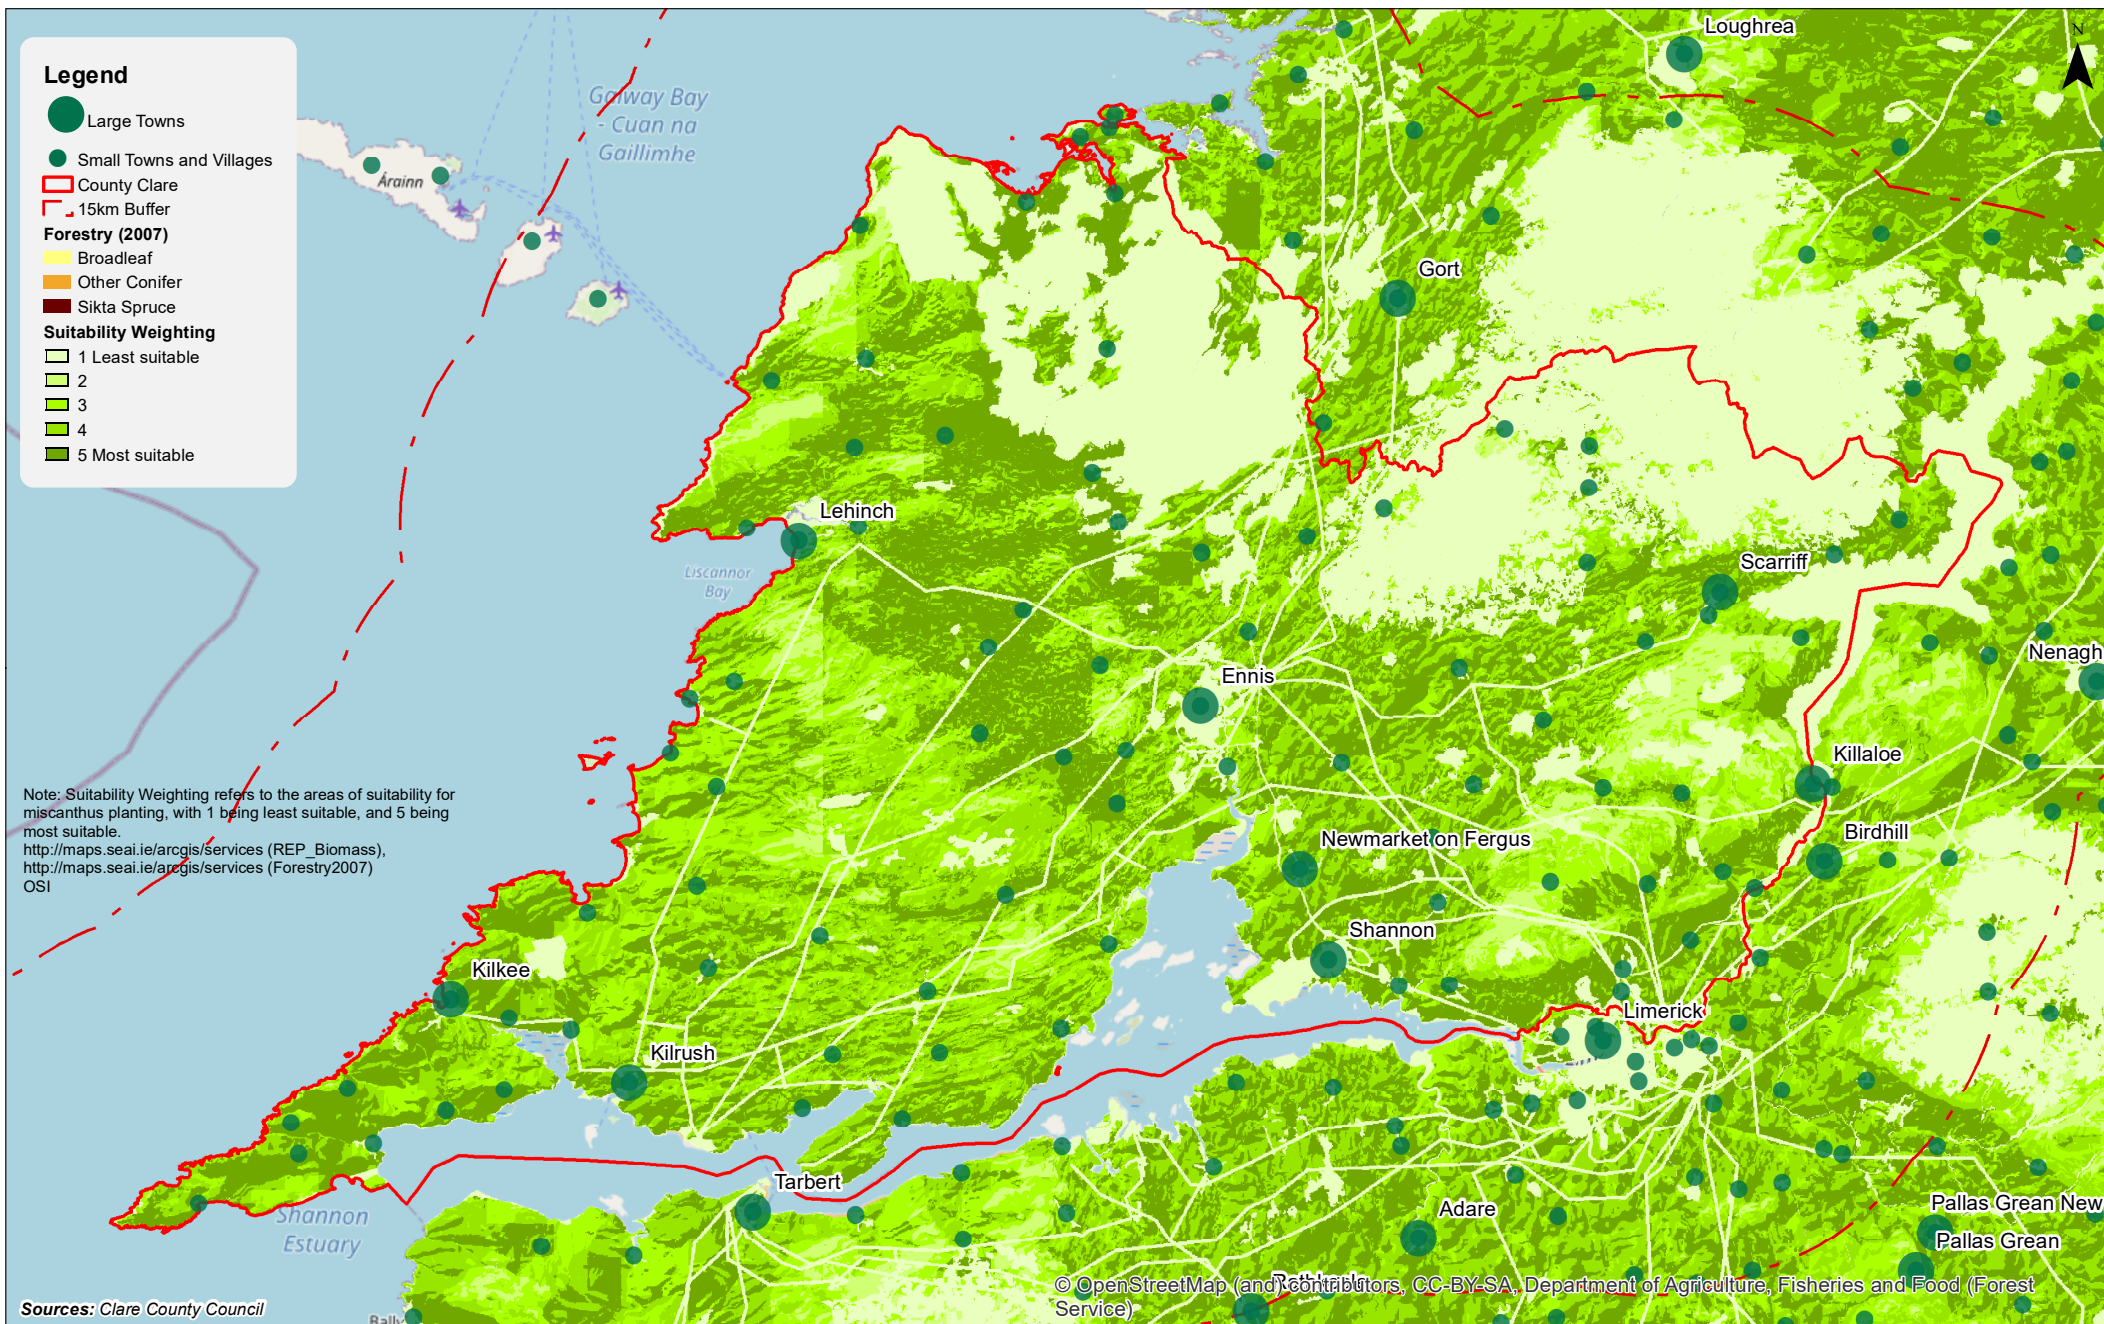 Legend
Large Towns
Small Towns and Villages
County Clare
15km Buffer
Forestry (2007)
Broadleaf
Other Conifer
Sikta Spruce
Suitability Weighting
1 Least suitable
2
3
4
5 Most suitable
Galway Bay
- Cuan na
Gaillimhe
Árainn
Loughrea
N
Gort
Lehinch
Liscannor
Bay
Scarriff
Ennis
Nenagh
Killaloe
Birdhill
Newmarket on Fergus
Shannon
Limerick
Kilkee
Kilrush
Tarbert
Adare
Shannon
Estuary
Pallas Grean New
Pallas Grean
Note: Suitability Weighting refers to the areas of suitability for
miscanthus planting, with 1 being least suitable, and 5 being
most suitable.
http://maps.seai.ie/arcgis/services (REP_Biomass),
http://maps.seai.ie/arcgis/services (Forestry2007)
OSI
Sources: Clare County Council
Bally
© OpenStreetMap (and) contributors, CC-BY-SA, Department of Agriculture, Fisheries and Food (Forest
Service)